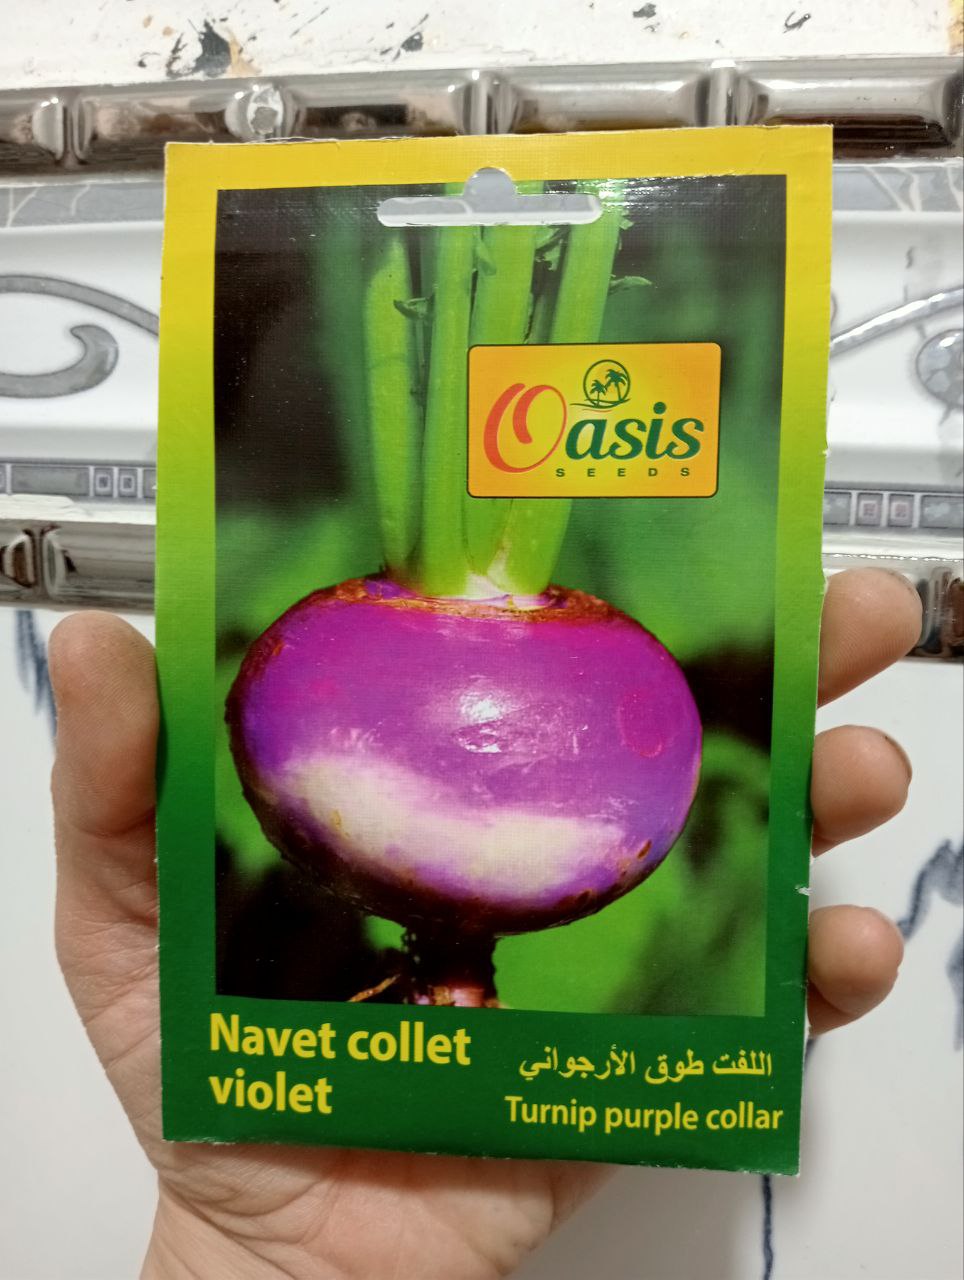 Oasis
SEEDS
Navet collet
violet
اللفت طوق الأرجواني
Turnip purple collar